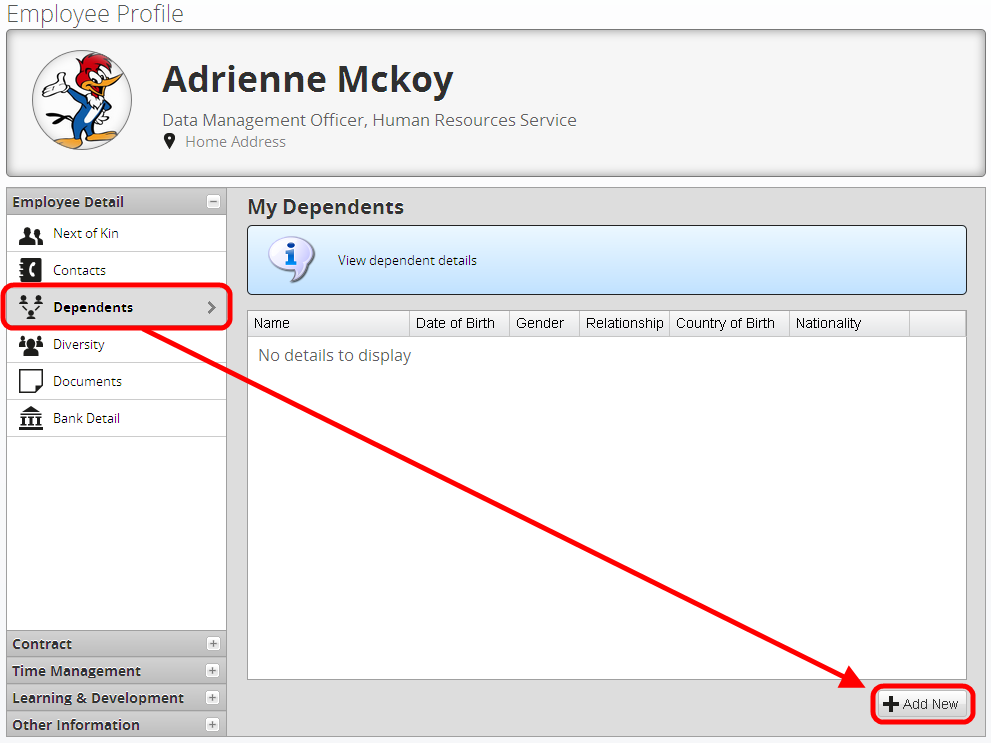 Employee Profile
Adrienne Mckoy
Data Management Officer, Human Resources Service
Home Address
Employee Detail
Next of Kin
Contacts
Dependents
Diversity
Documents
Bank Detail
Contract
Time Management
Learning & Development
Other Information
My Dependents
View dependent details
Name Date of Birth Gender Relationship Country of Birth Nationality
No details to display
Add New